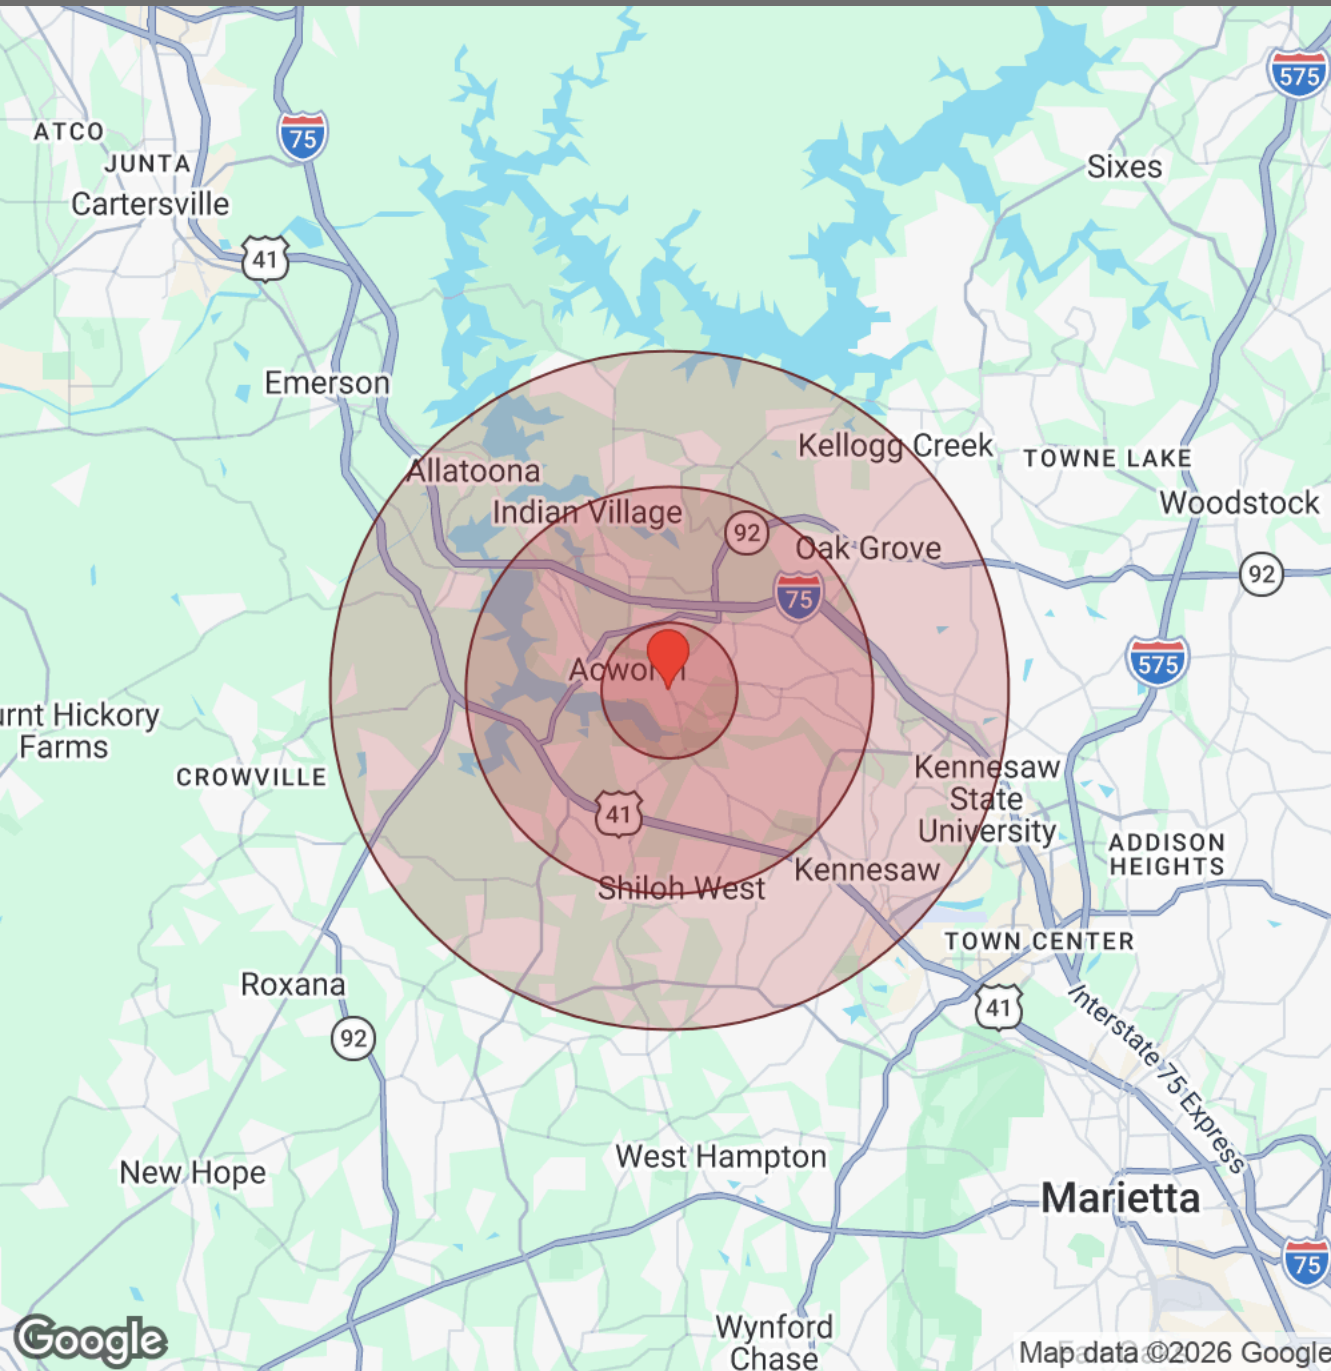 575
75
ATCO
JUNTA
Sixes
Cartersville
41
Emerson
Kellogg Creek
TOWNE LAKE
Allatoona
Woodstock
Indian Village
92
Oak Grove
92
75
575
Acworth
urnt Hickory
Farms
CROWVILLE
Kennesaw
State
University
41
ADDISON
HEIGHTS
Kennesaw
Shiloh West
TOWN CENTER
Roxana
41
Interstate 75 Express
92
West Hampton
New Hope
Marietta
75
Wynford
Chase
Google
Map data ©2026 Google